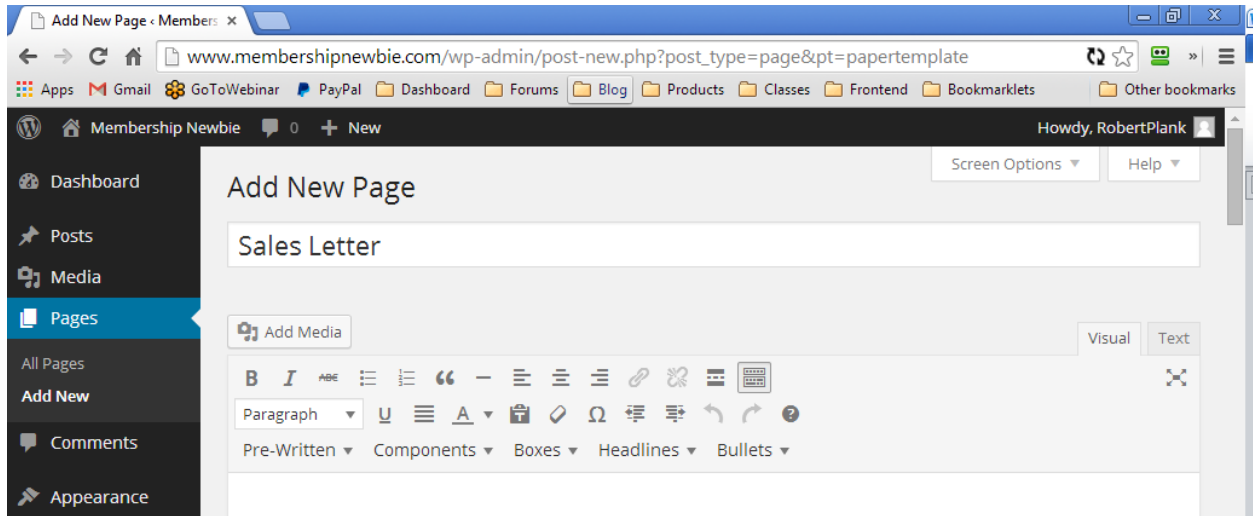 Add New Page ‹ Members
www.membershipnewbie.com/wp-admin/post-new.php?post_type=page&pt=papertemplate
Apps Gmail GoToWebinar PayPal Dashboard Forums Blog Products Classes Frontend Bookmarklets Other bookmarks
Membership Newbie 0 + New Howdy, RobertPlank
Screen Options Help
Dashboard
Add New Page
Posts
Sales Letter
Media
Pages
Add Media
Visual Text
All Pages
B I ABC
Add New
Paragraph U A Ω
Comments
Pre-Written Components Boxes Headlines Bullets
Appearance